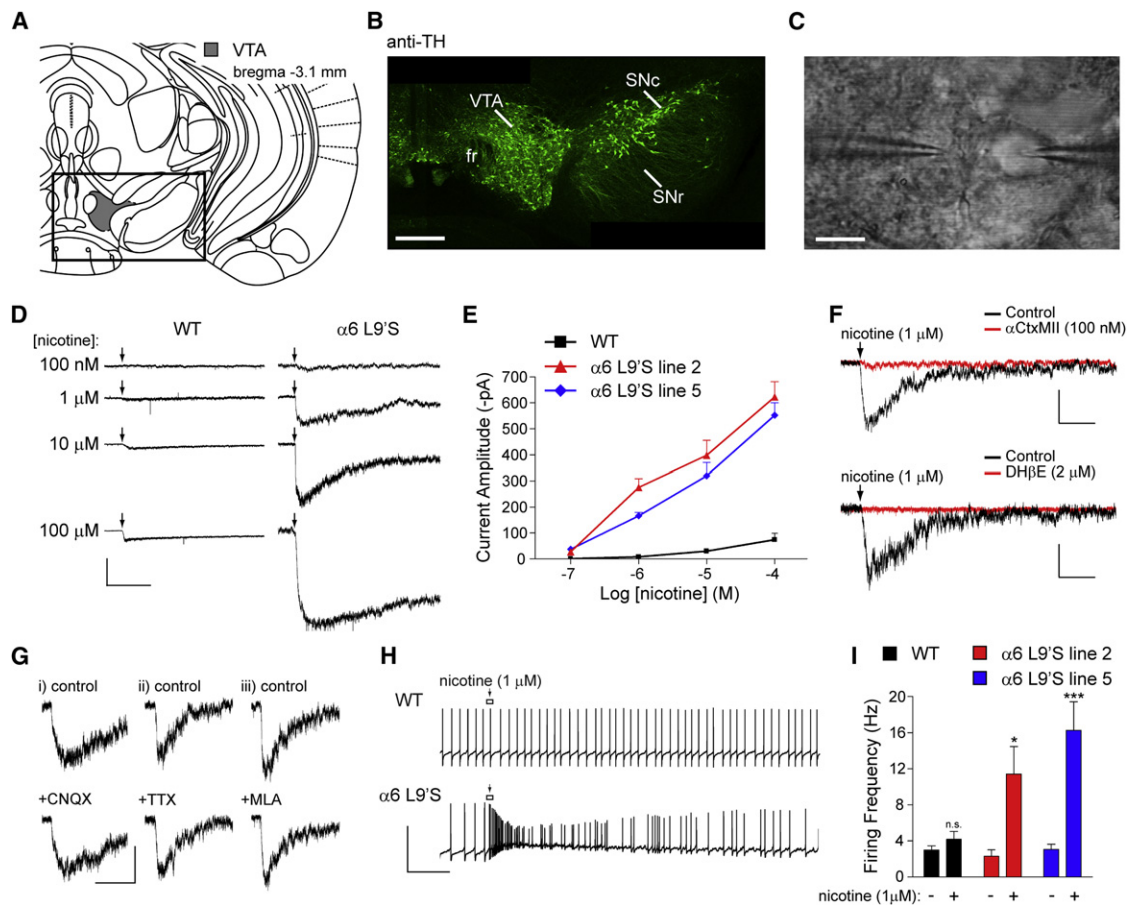 A
VTA
bregma -3.1 mm
B
anti-TH
VTA
SNc
fr
SNr
C
D
[nicotine]:
WT
α6 L9'S
100 nM
1 μM
10 μM
100 μM
E
WT
α6 L9'S line 2
α6 L9'S line 5
Current Amplitude (-pA)
700
600
500
400
300
200
100
0
-7
-6
-5
-4
Log [nicotine] (M)
F
Control
αCtxMII (100 nM)
nicotine (1 μM)
Control
DHβE (2 μM)
nicotine (1 μM)
G
i) control
ii) control
iii) control
+CNQX
+TTX
+MLA
H
nicotine (1 μM)
WT
α6 L9'S
I
WT
α6 L9'S line 2
α6 L9'S line 5
Firing Frequency (Hz)
20
16
12
8
4
0
n.s.
*
***
nicotine (1μM):
- + - + - +